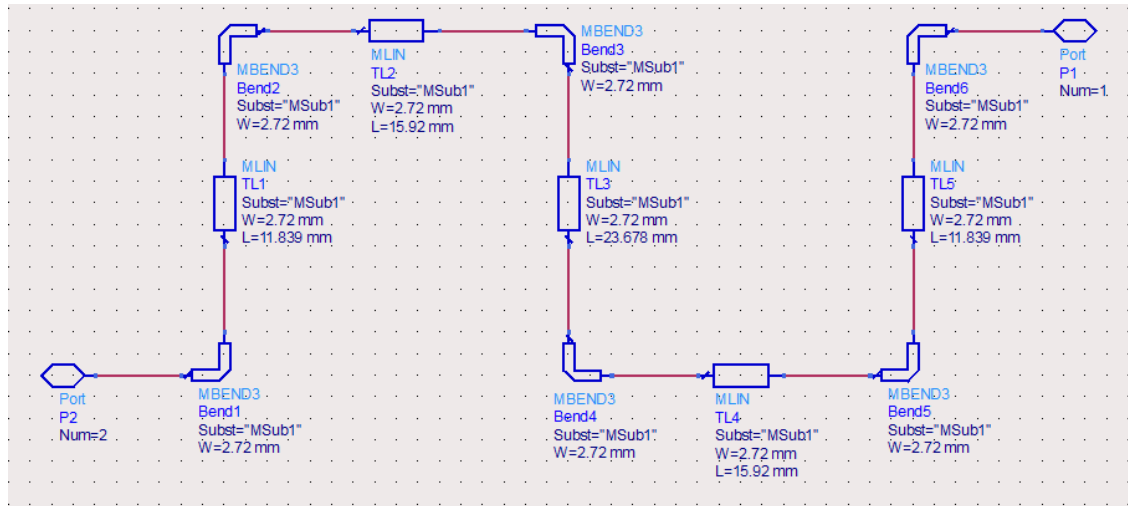 MBEND3
Bend2
Subst="MSub1"
W=2.72 mm
MLIN
TL2
Subst="MSub1"
W=2.72 mm
L=15.92 mm
MBEND3
Bend3
Subst="MSub1"
W=2.72 mm
MBEND3
Bend6
Subst="MSub1"
W=2.72 mm
Port
P1
Num=1
MLIN
TL1
Subst="MSub1"
W=2.72 mm
L=11.839 mm
MLIN
TL3
Subst="MSub1"
W=2.72 mm
L=23.678 mm
MLIN
TL5
Subst="MSub1"
W=2.72 mm
L=11.839 mm
Port
P2
Num=2
MBEND3
Bend1
Subst="MSub1"
W=2.72 mm
MBEND3
Bend4
Subst="MSub1"
W=2.72 mm
MLIN
TL4
Subst="MSub1"
W=2.72 mm
L=15.92 mm
MBEND3
Bend5
Subst="MSub1"
W=2.72 mm